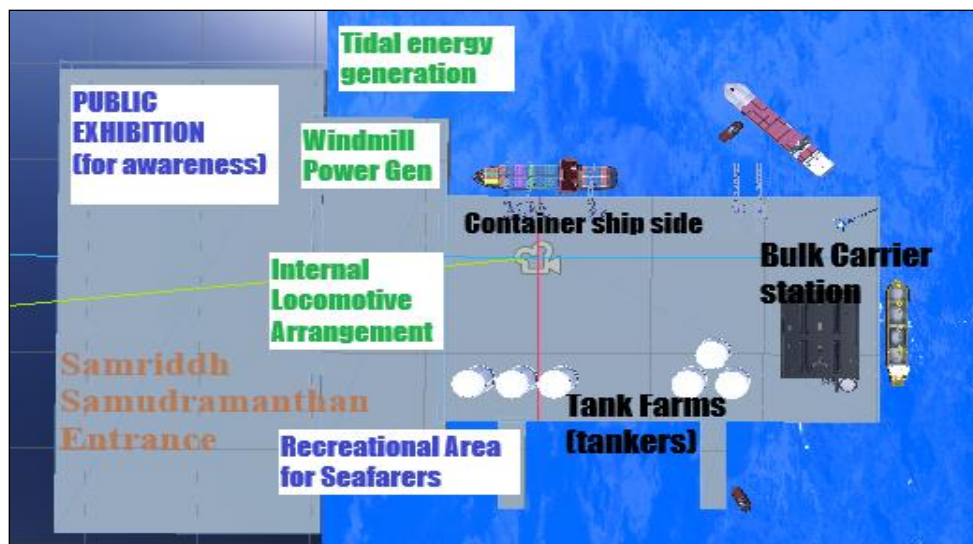 Tidal energy
generation
PUBLIC
EXHIBITION
(for awareness)
Windmill
Power Gen
Container ship side
Bulk Carrier
station
Internal
Locomotive
Arrangement
Samriddh
Samudramanthan
Entrance
Tank Farms
(tankers)
Recreational Area
for Seafarers